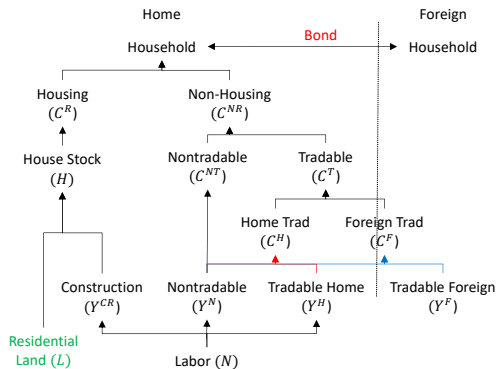 Home Foreign
Household Bond Household
Housing Non-Housing
(C^R) (C^{NR})
House Stock Nontradable Tradable
(H) (C^{NT}) (C^T)
Home Trad Foreign Trad
(C^H) (C^F)
Construction Nontradable Tradable Home Tradable Foreign
(Y^{CR}) (Y^N) (Y^H) (Y^F)
Residential
Land (L) Labor (N)